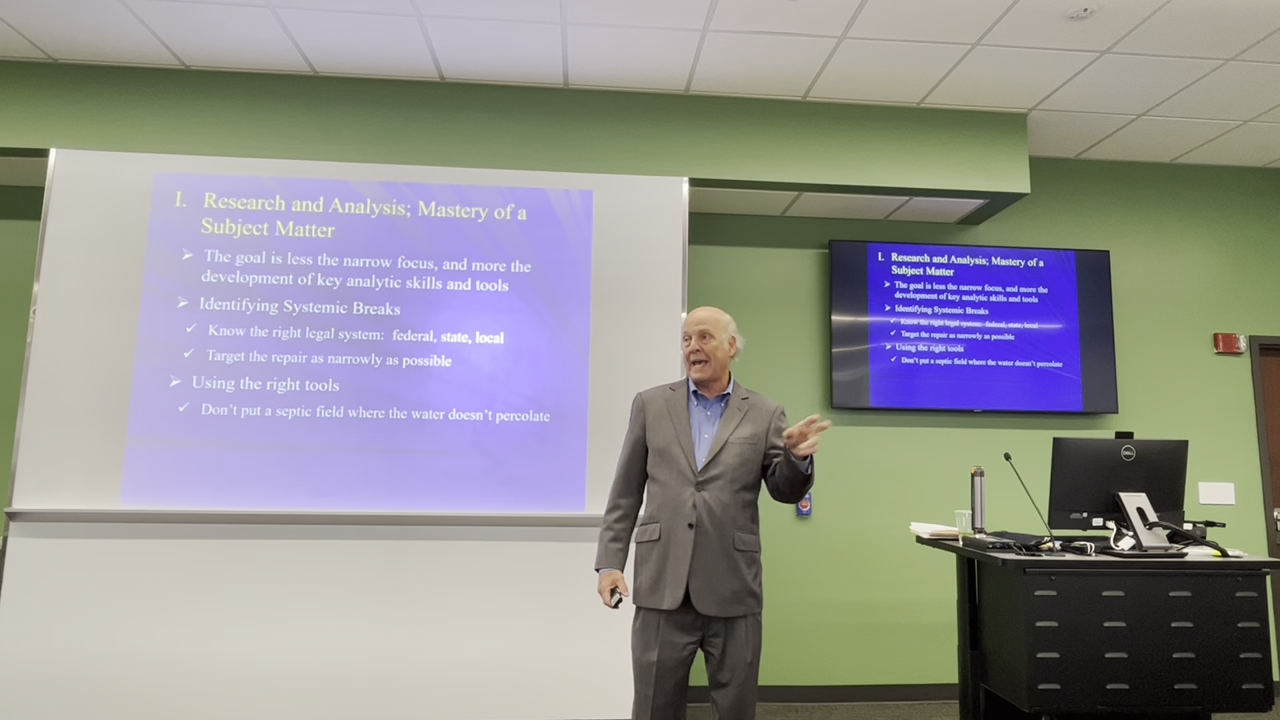 I. Research and Analysis; Mastery of a
Subject Matter
➢ The goal is less the narrow focus, and more the
development of key analytic skills and tools
➢ Identifying Systemic Breaks
✓ Know the right legal system: federal, state, local
✓ Target the repair as narrowly as possible
➢ Using the right tools
✓ Don't put a septic field where the water doesn't percolate
I. Research and Analysis; Mastery of a
Subject Matter
➢ The goal is less the narrow focus, and more the
development of key analytic skills and tools
➢ Identifying Systemic Breaks
✓ Know the right legal system: federal, state, local
✓ Target the repair as narrowly as possible
➢ Using the right tools
✓ Don't put a septic field where the water doesn't percolate
DELL